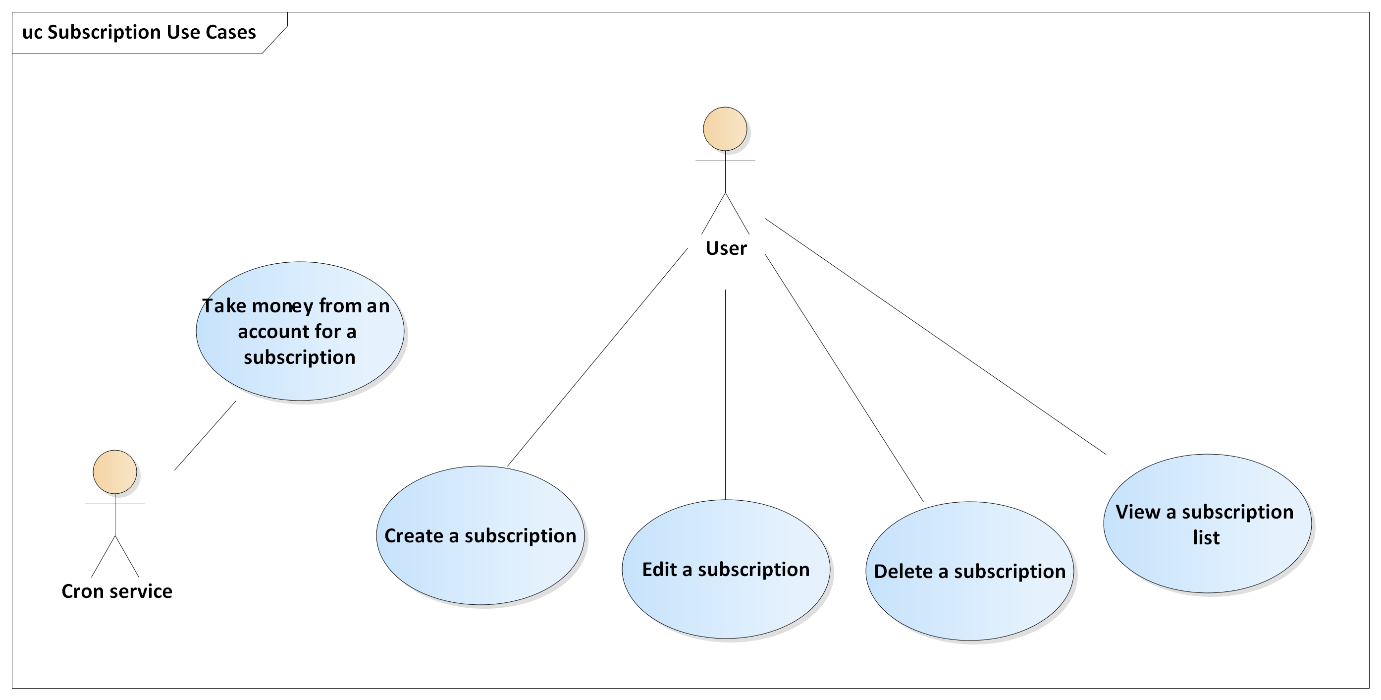 uc Subscription Use Cases
User
Take money from an
account for a
subscription
Cron service
Create a subscription
Edit a subscription
Delete a subscription
View a subscription
list